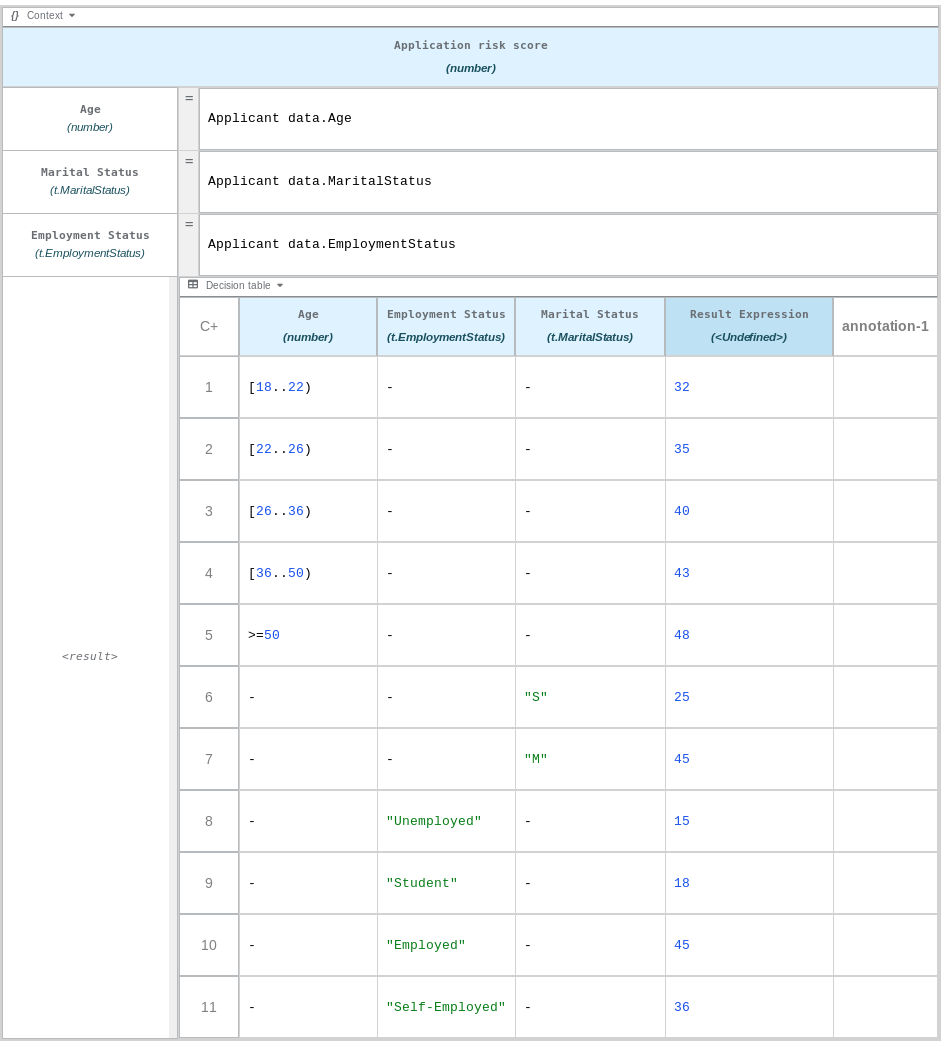 {} Context
Application risk score
(number)
Age
(number)
= Applicant data.Age
Marital Status
(t.MaritalStatus)
= Applicant data.MaritalStatus
Employment Status
(t.EmploymentStatus)
= Applicant data.EmploymentStatus
<result>
Decision table
C+ Age (number) Employment Status (t.EmploymentStatus) Marital Status (t.MaritalStatus) Result Expression (<Undefined>) annotation-1
1 [18..22) - - 32
2 [22..26) - - 35
3 [26..36) - - 40
4 [36..50) - - 43
5 >=50 - - 48
6 - - "S" 25
7 - - "M" 45
8 - "Unemployed" - 15
9 - "Student" - 18
10 - "Employed" - 45
11 - "Self-Employed" - 36